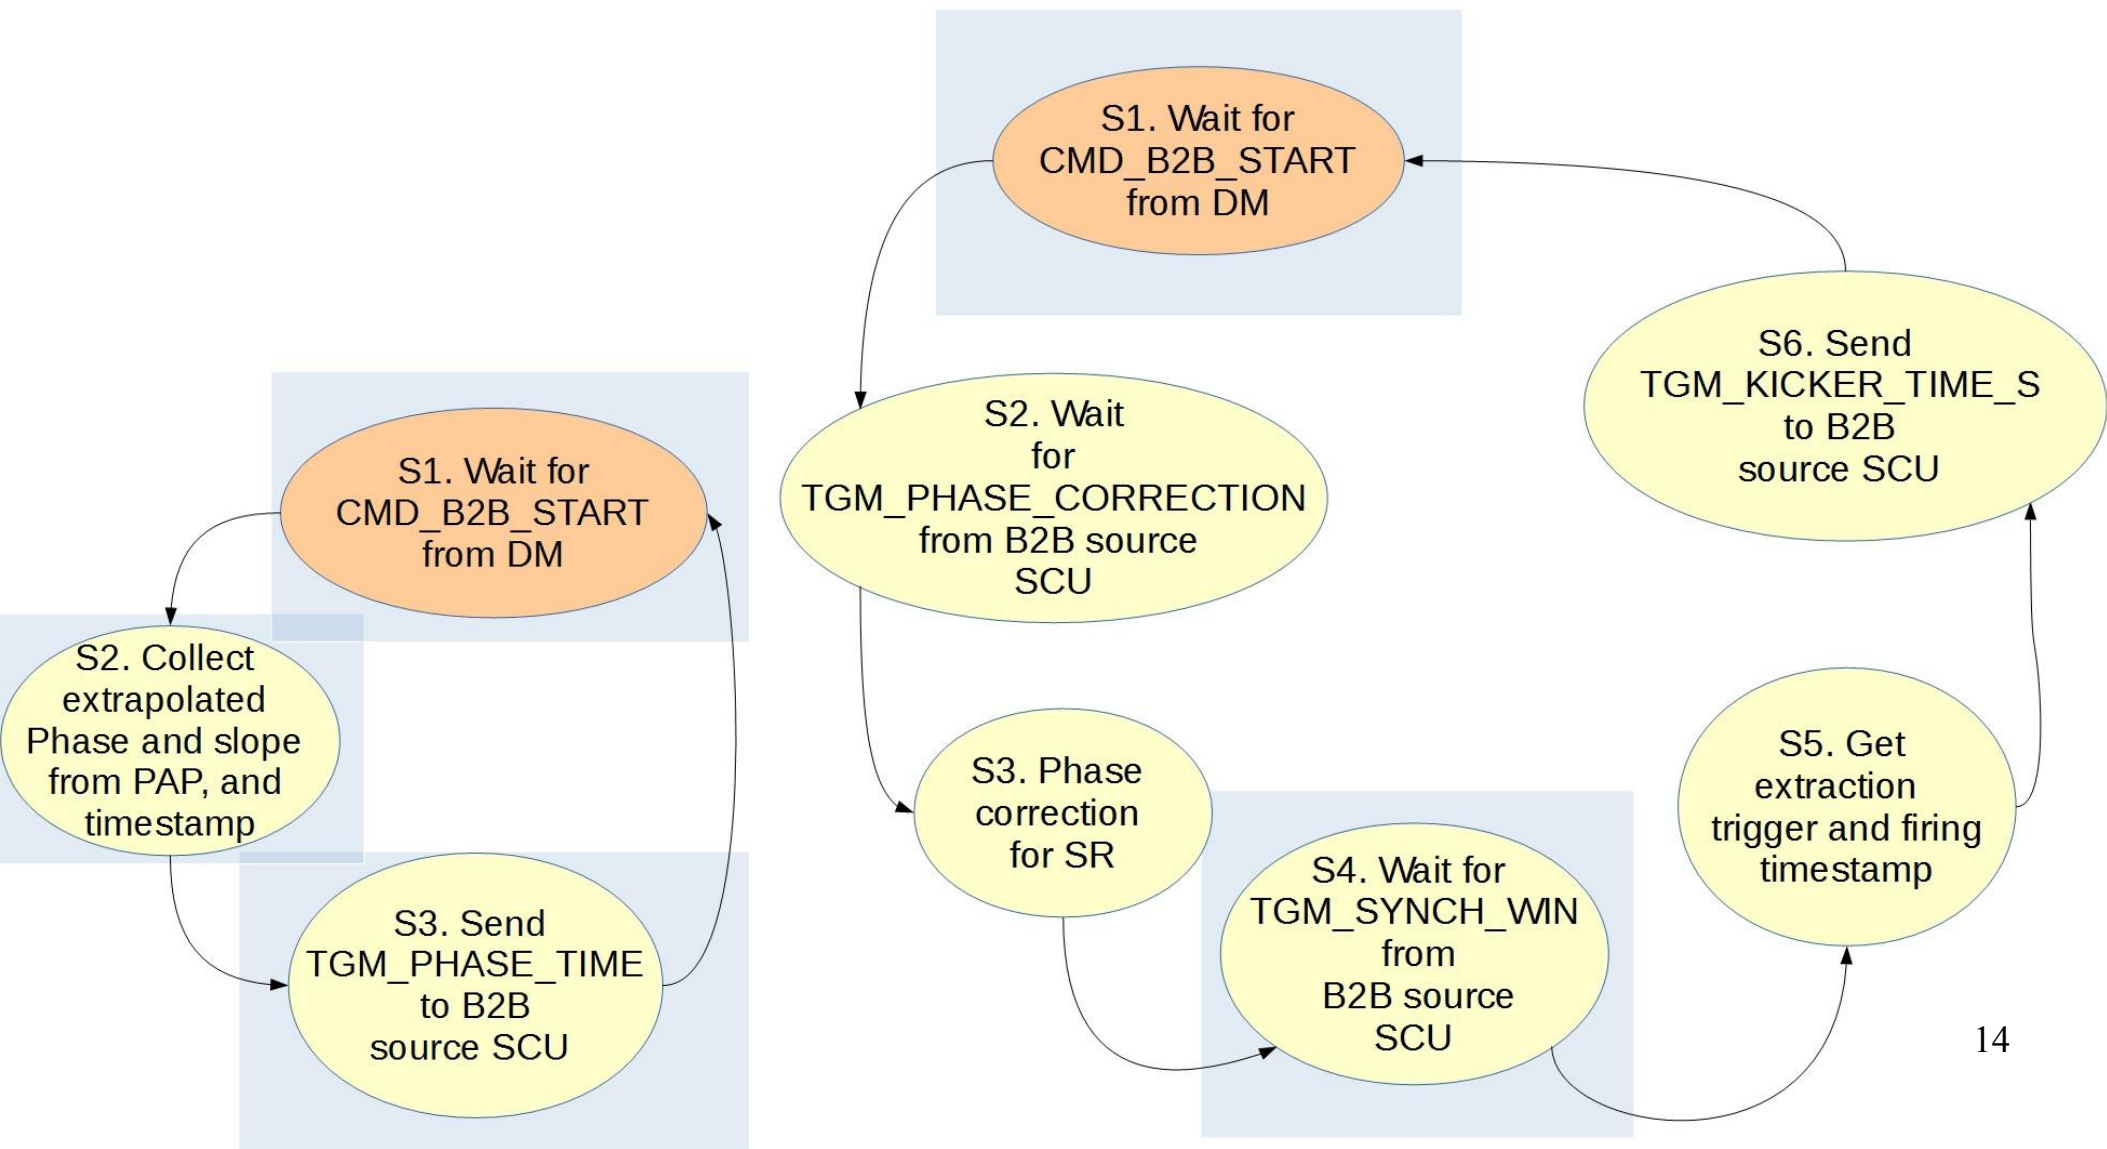 S1. Wait for
CMD_B2B_START
from DM
S2. Collect
extrapolated
Phase and slope
from PAP, and
timestamp
S3. Send
TGM_PHASE_TIME
to B2B
source SCU
S1. Wait for
CMD_B2B_START
from DM
S2. Wait
for
TGM_PHASE_CORRECTION
from B2B source
SCU
S3. Phase
correction
for SR
S4. Wait for
TGM_SYNCH_WIN
from
B2B source
SCU
S5. Get
extraction
trigger and firing
timestamp
S6. Send
TGM_KICKER_TIME_S
to B2B
source SCU
14